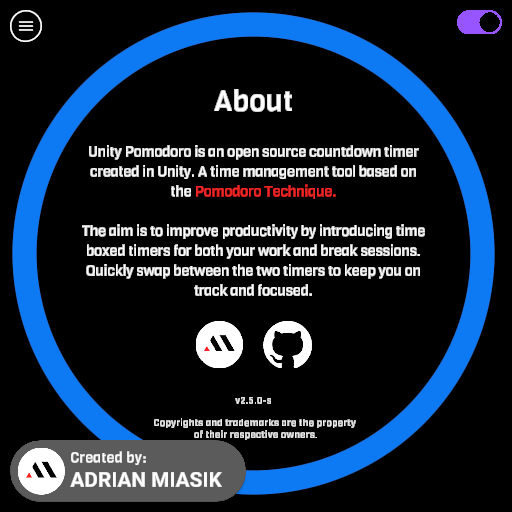 About
Unity Pomodoro is an open source countdown timer
created in Unity. A time management tool based on
the Pomodoro Technique.
The aim is to improve productivity by introducing time
boxed timers for both your work and break sessions.
Quickly swap between the two timers to keep you on
track and focused.
v2.5.0-s
Copyrights and trademarks are the property
of their respective owners.
Created by:
ADRIAN MIASIK